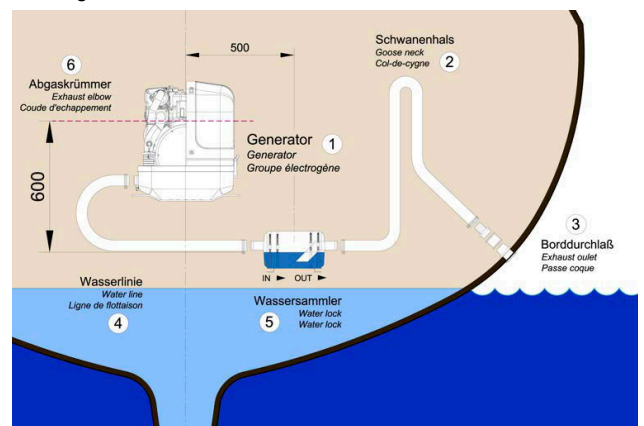 500
Schwanenhals
Goose neck
Col-de-cygne
2
6
Abgaskrümmer
Exhaust elbow
Coude d'echappement
600
Generator
Generator
Groupe électrogène
1
3
Borddurchlaß
Exhaust oulet
Passe coque
IN
OUT
Wasserlinie
Water line
Ligne de flottaison
4
Wassersammler
Water lock
Water lock
5